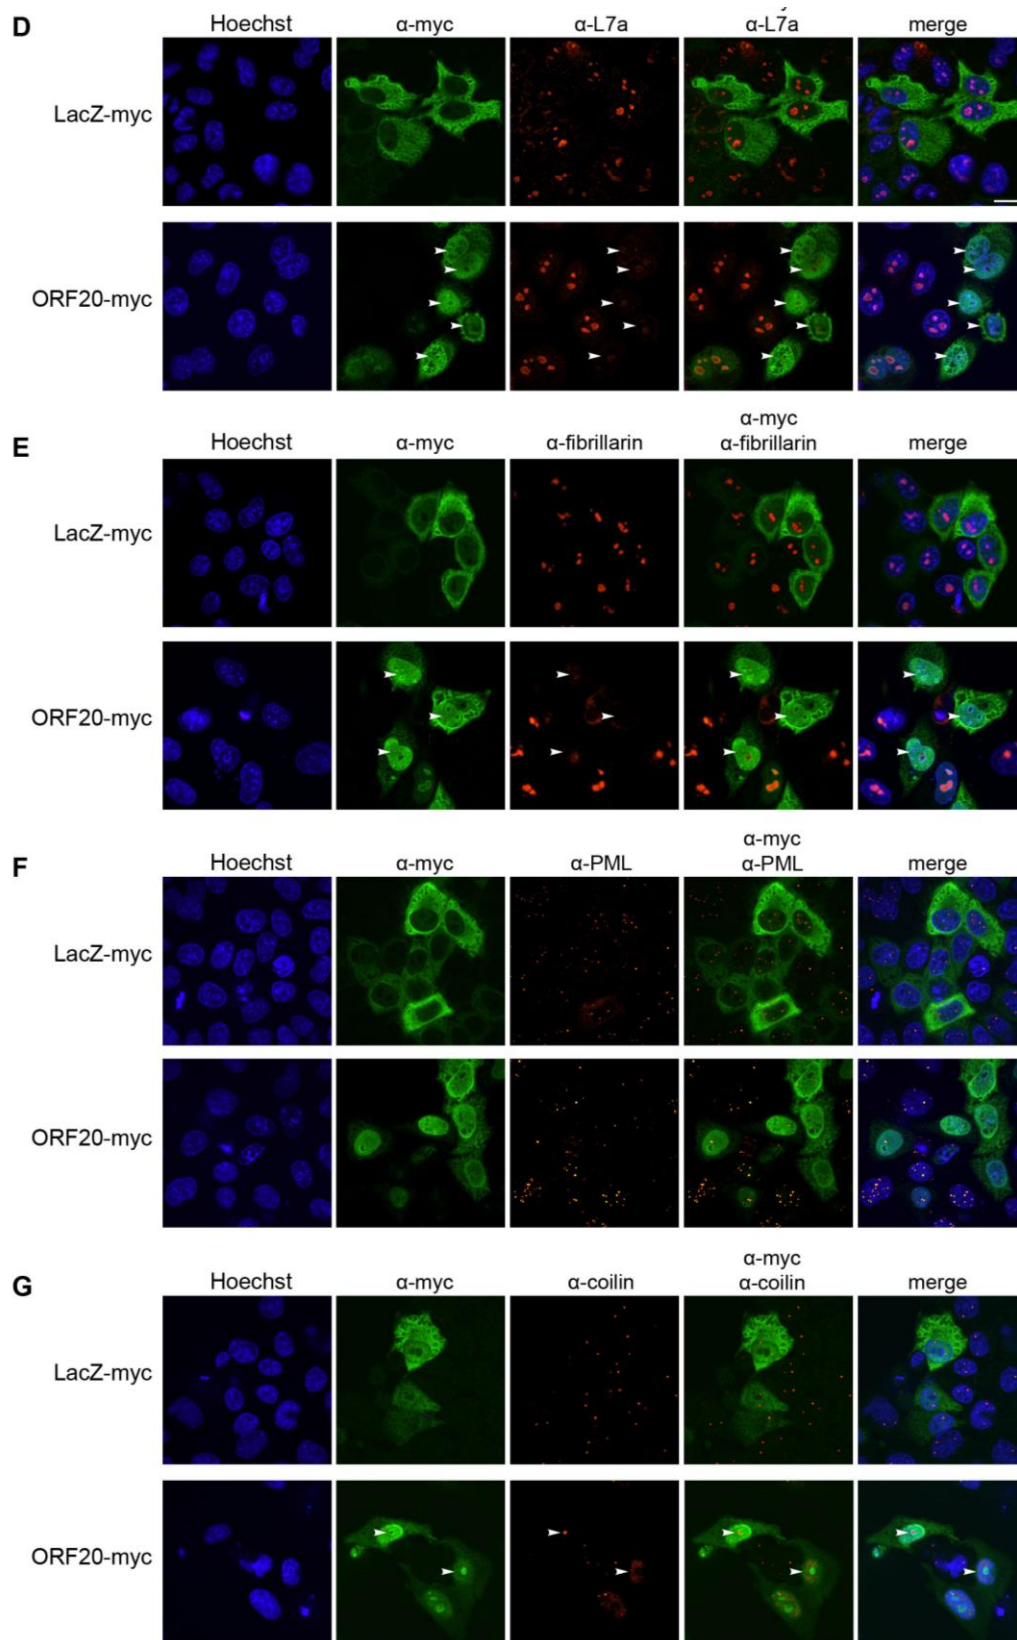 D
Hoechst α-myc α-L7a α-L7a merge
LacZ-myc
ORF20-myc
E
α-myc
Hoechst α-myc α-fibrillarin α-fibrillarin merge
LacZ-myc
ORF20-myc
F
α-myc
Hoechst α-myc α-PML α-PML merge
LacZ-myc
ORF20-myc
G
α-myc
Hoechst α-myc α-coilin α-coilin merge
LacZ-myc
ORF20-myc